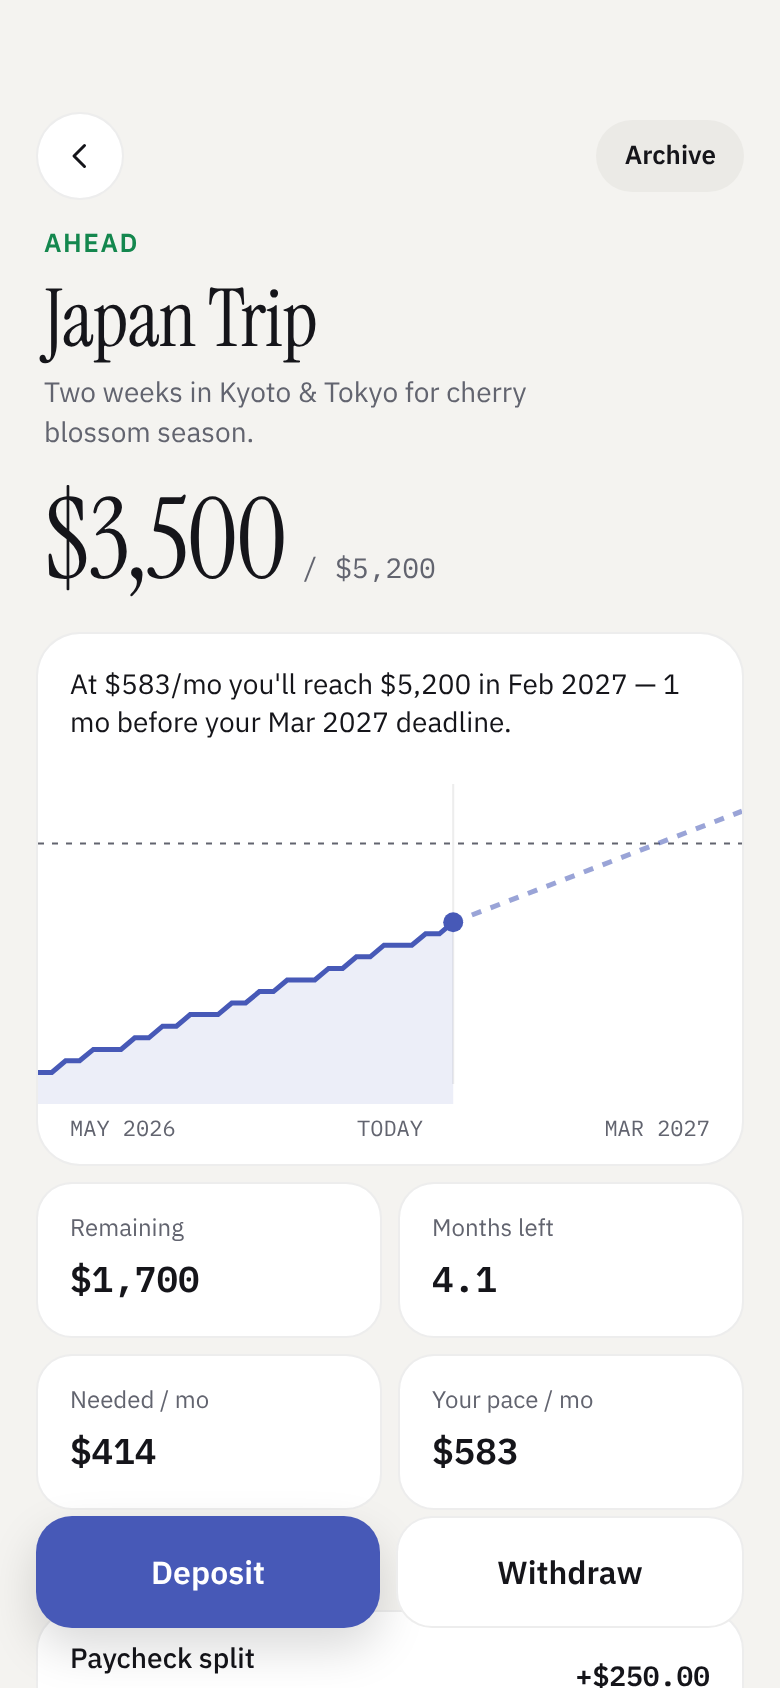 Archive
AHEAD
Japan Trip
Two weeks in Kyoto & Tokyo for cherry
blossom season.
$3,500 / $5,200
At $583/mo you'll reach $5,200 in Feb 2027 — 1
mo before your Mar 2027 deadline.
MAY 2026 TODAY MAR 2027
Remaining
$1,700
Months left
4.1
Needed / mo
$414
Your pace / mo
$583
Deposit
Withdraw
Paycheck split
+$250.00